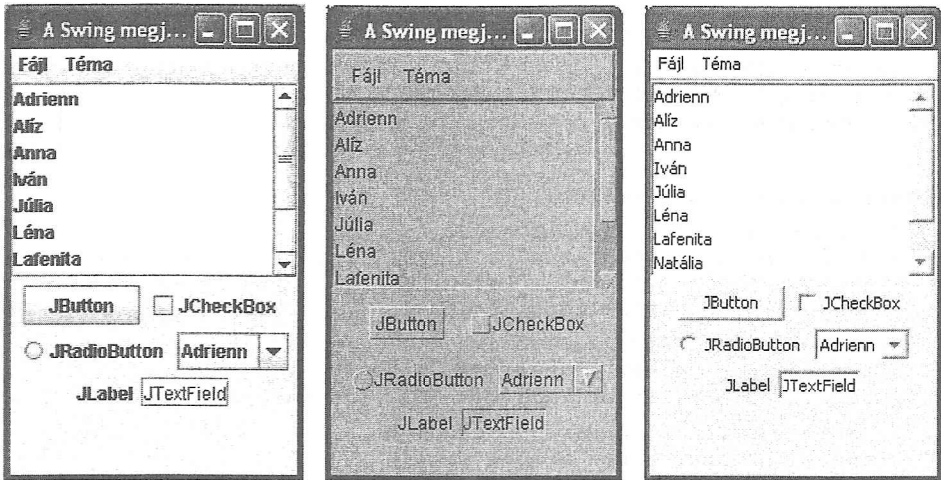 A Swing megj...
Fájl Téma
Adrienn
Alíz
Anna
Iván
Júlia
Léna
Lafenita
JButton JCheckBox
JRadioButton Adrienn
JLabel JTextField
A Swing megj...
Fájl Téma
Adrienn
Alíz
Anna
Iván
Júlia
Léna
Lafenita
JButton JCheckBox
JRadioButton Adrienn
JLabel JTextField
A Swing megj...
Fájl Téma
Adrienn
Alíz
Anna
Iván
Júlia
Léna
Lafenita
Natália
JButton JCheckBox
JRadioButton Adrienn
JLabel JTextField